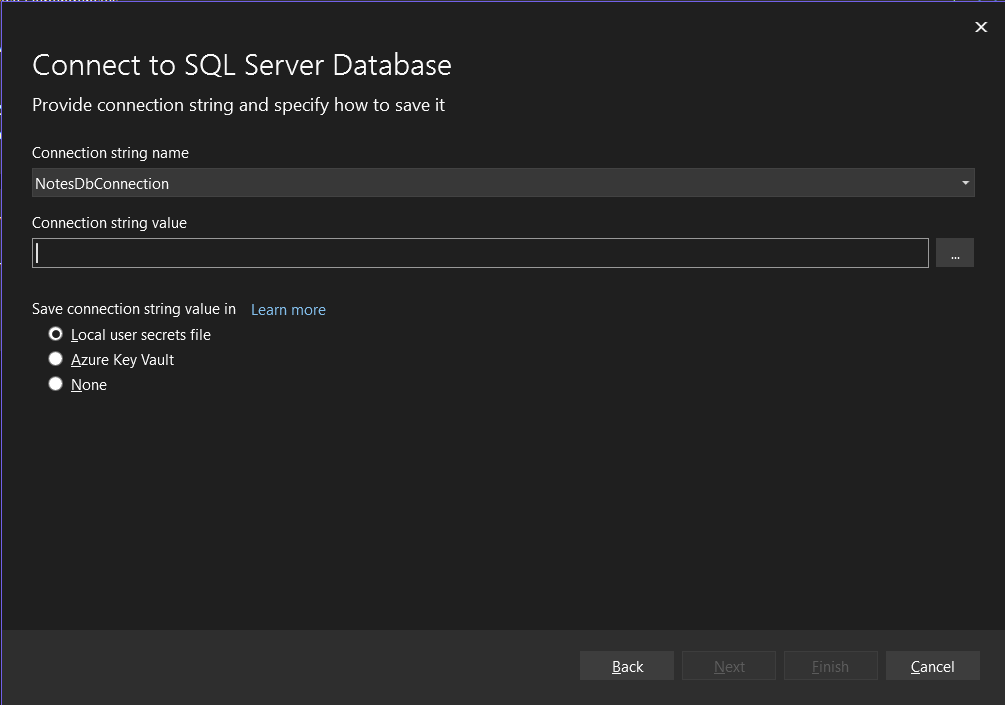 Connect to SQL Server Database
Provide connection string and specify how to save it
Connection string name
NotesDbConnection
Connection string value
...
Save connection string value in Learn more
Local user secrets file
Azure Key Vault
None
Back Next Finish Cancel